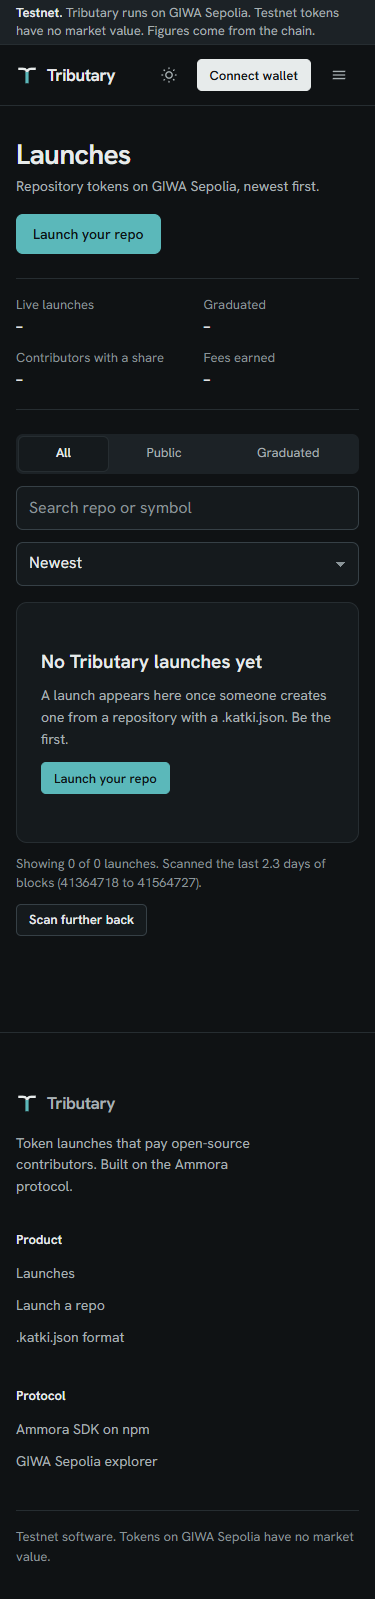 Testnet. Tributary runs on GIWA Sepolia. Testnet tokens
have no market value. Figures come from the chain.
Tributary
Connect wallet
Launches
Repository tokens on GIWA Sepolia, newest first.
Launch your repo
Live launches
Graduated
–
–
Contributors with a share
Fees earned
–
–
All
Public
Graduated
Search repo or symbol
Newest
No Tributary launches yet
A launch appears here once someone creates
one from a repository with a .katki.json. Be the
first.
Launch your repo
Showing 0 of 0 launches. Scanned the last 2.3 days of
blocks (41364718 to 41564727).
Scan further back
Tributary
Token launches that pay open-source
contributors. Built on the Ammora
protocol.
Product
Launches
Launch a repo
.katki.json format
Protocol
Ammora SDK on npm
GIWA Sepolia explorer
Testnet software. Tokens on GIWA Sepolia have no market
value.